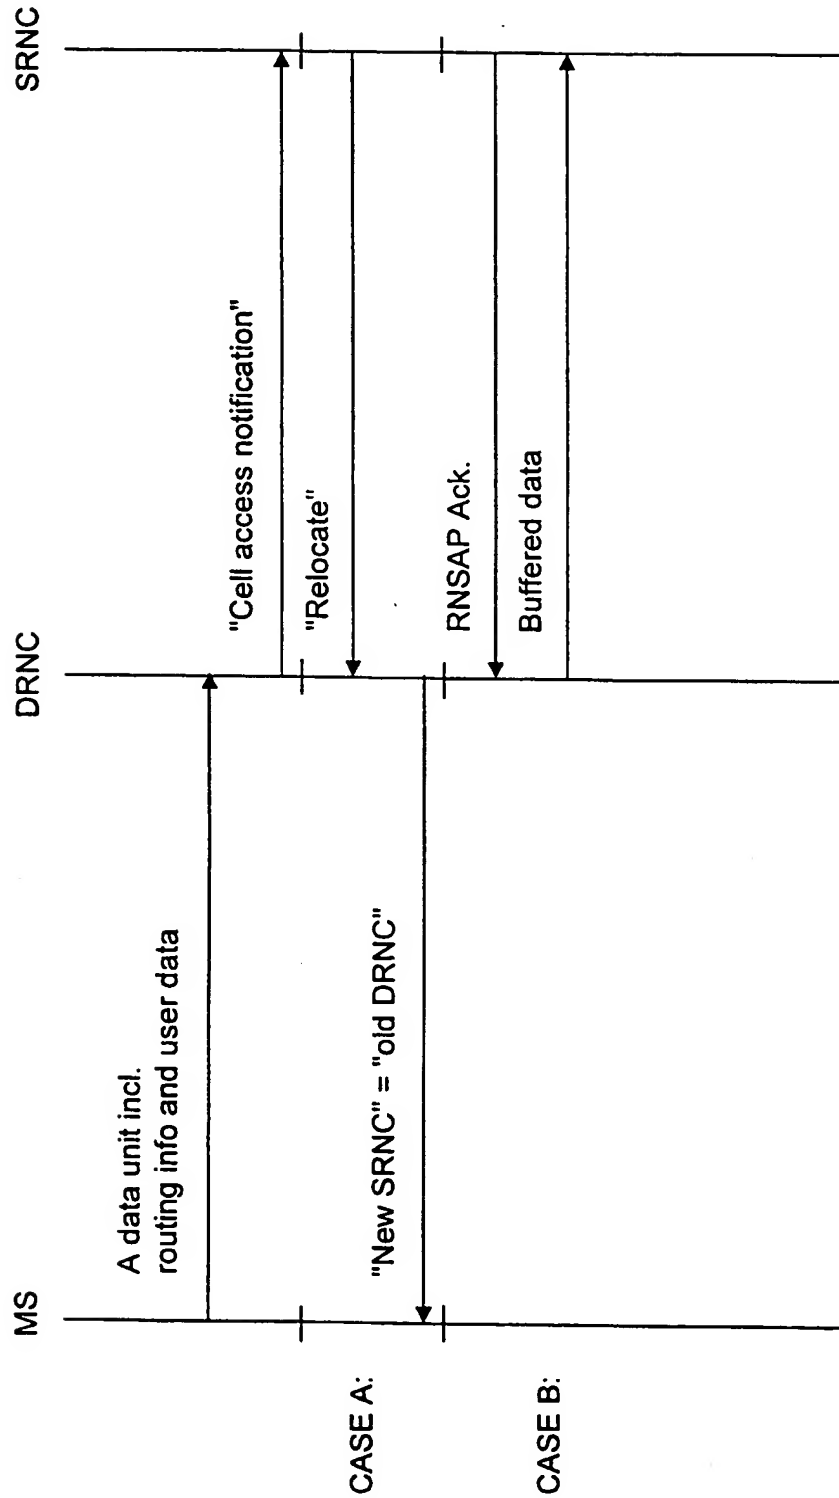 MS
DRNC
SRNC
A data unit incl.
routing info and user data
"Cell access notification"
CASE A:
"Relocate"
"New SRNC" = "old DRNC"
CASE B:
RNSAP Ack.
Buffered data